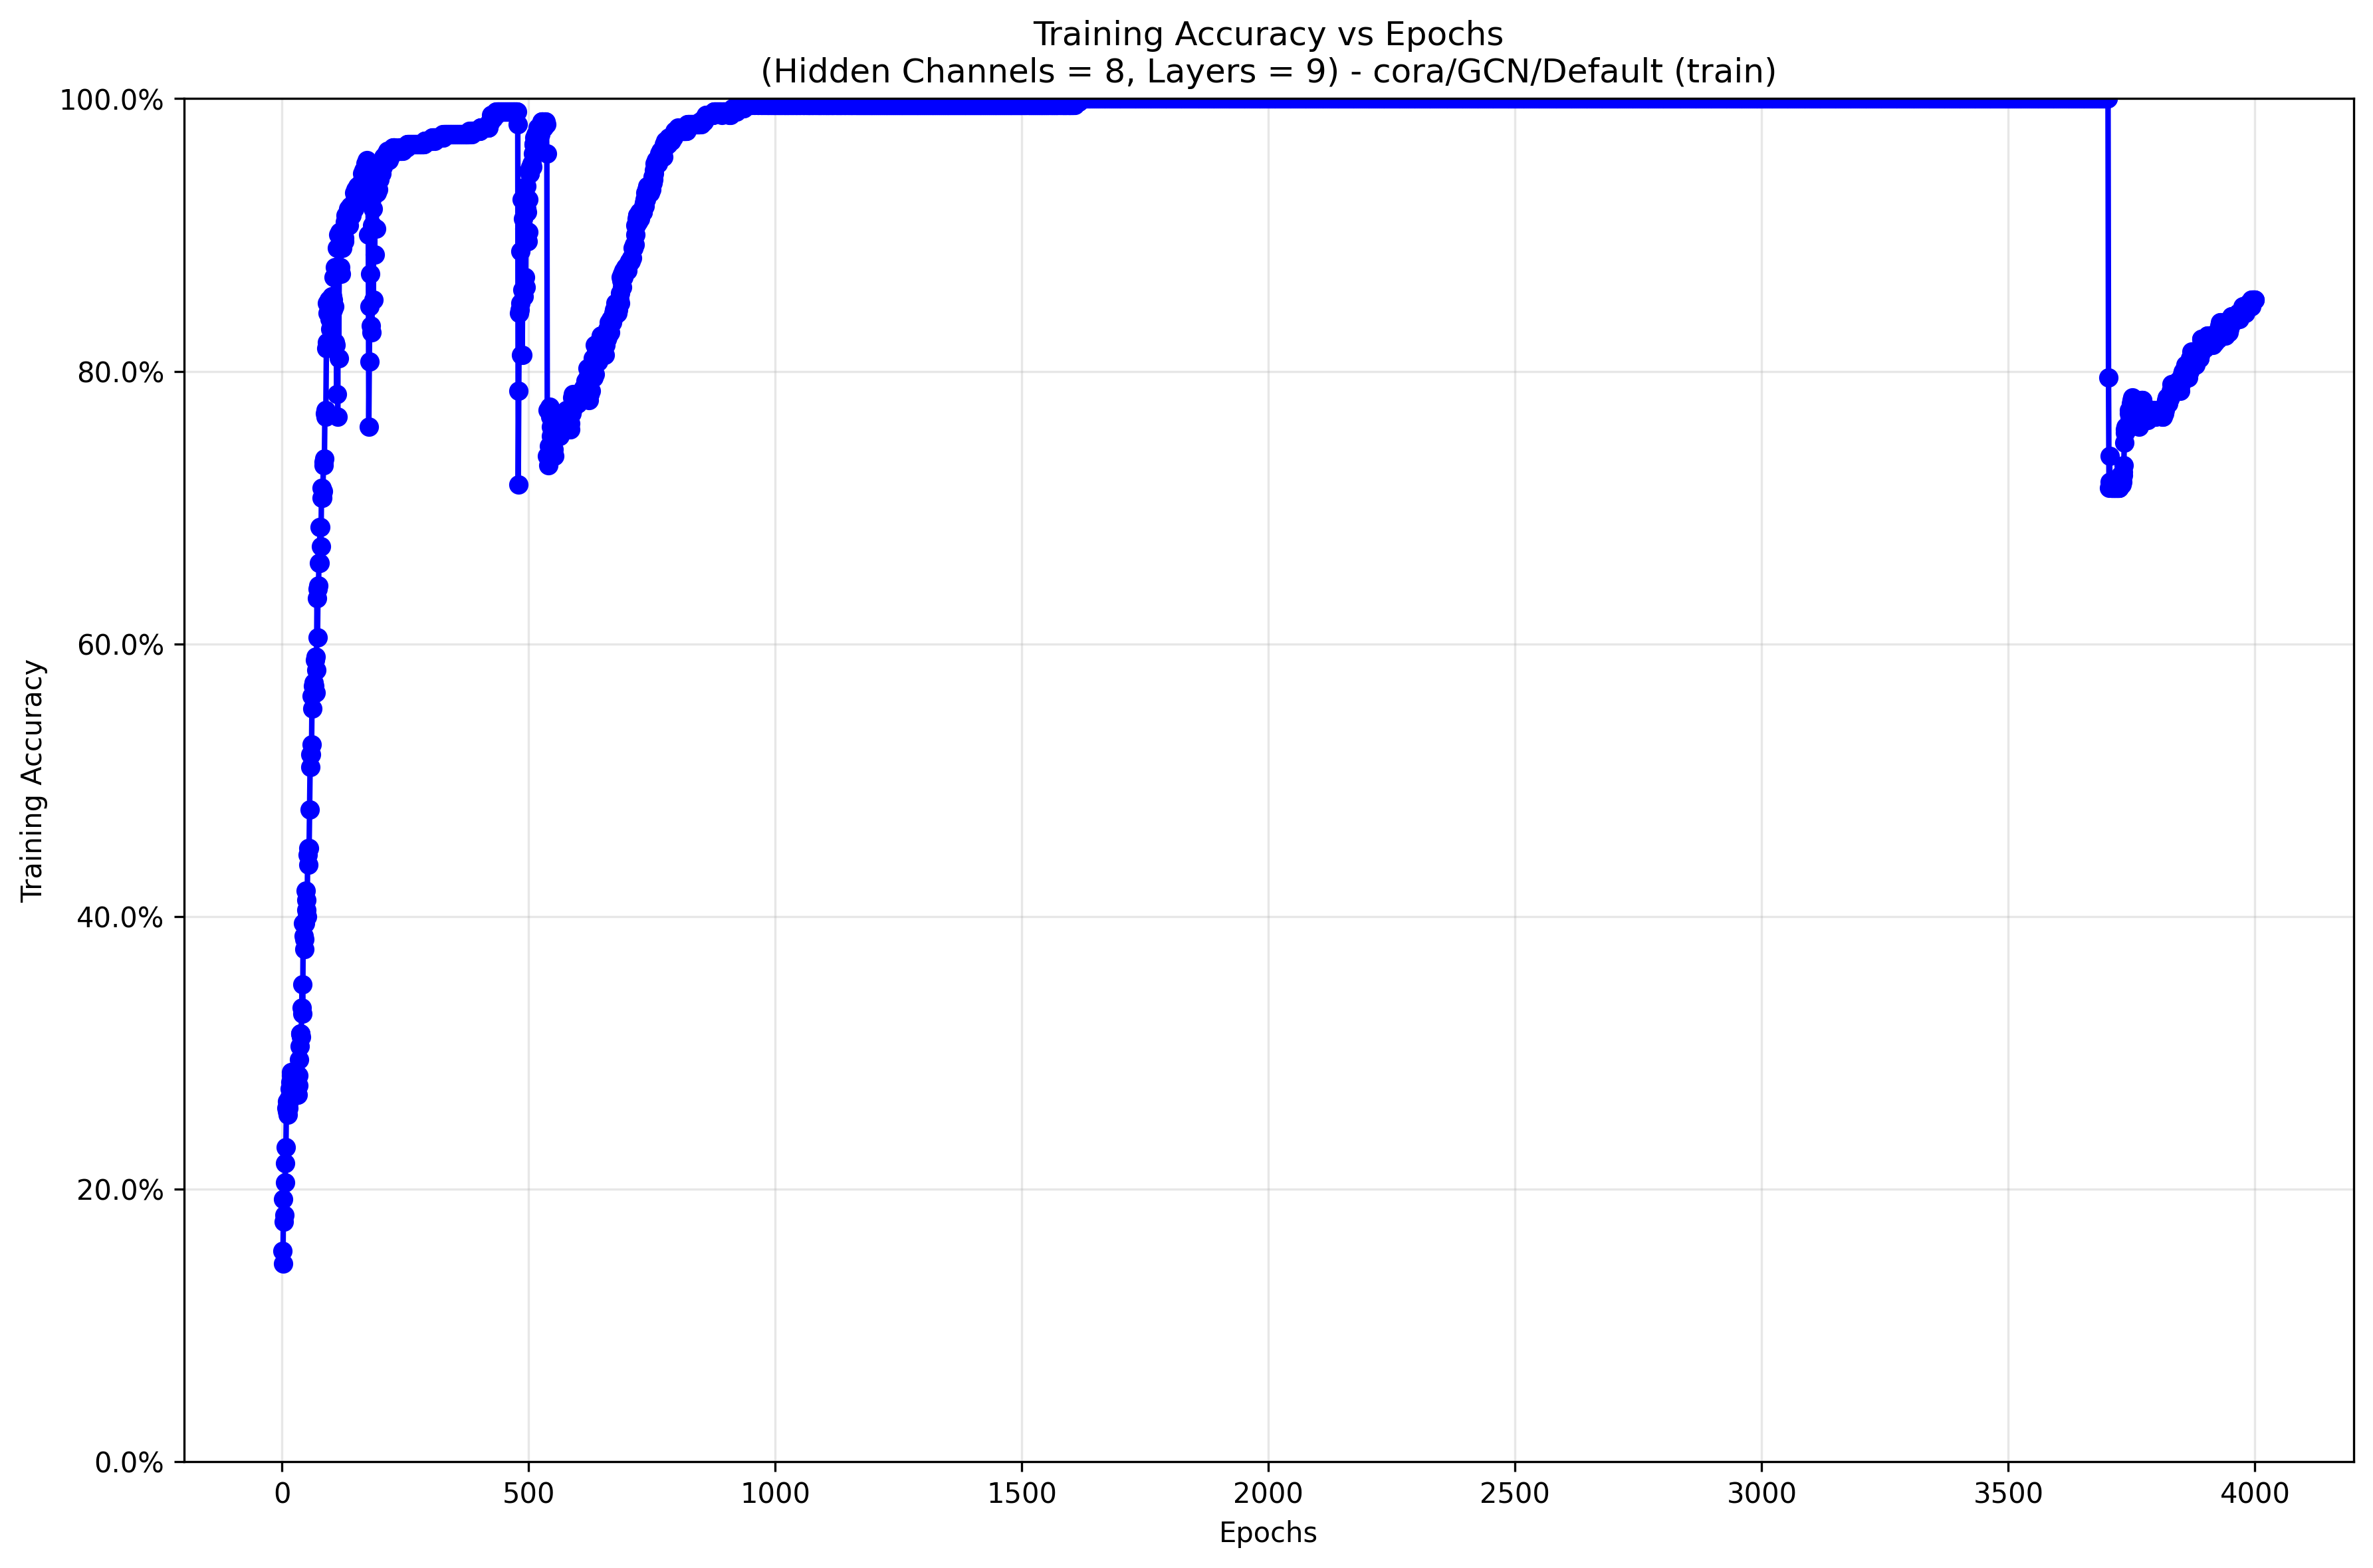 Training Accuracy vs Epochs
(Hidden Channels = 8, Layers = 9) - cora/GCN/Default (train)
100.0%
80.0%
60.0%
40.0%
20.0%
0.0%
Training Accuracy
0 500 1000 1500 2000 2500 3000 3500 4000
Epochs